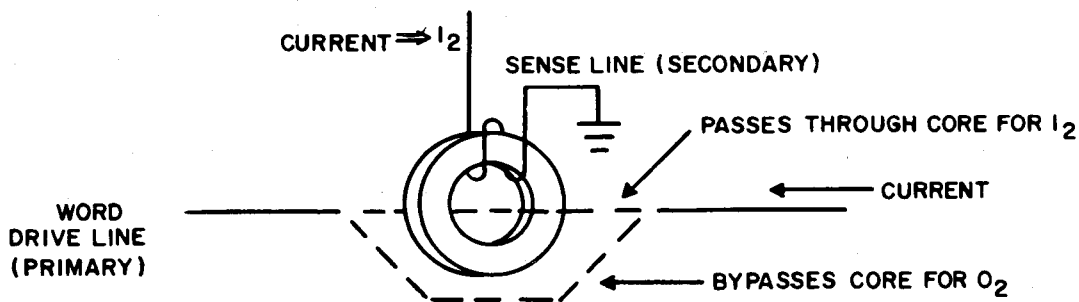 CURRENT ⇒ I₂
SENSE LINE (SECONDARY)
PASSES THROUGH CORE FOR I₂
CURRENT
WORD
DRIVE LINE
(PRIMARY)
BYPASSES CORE FOR O₂